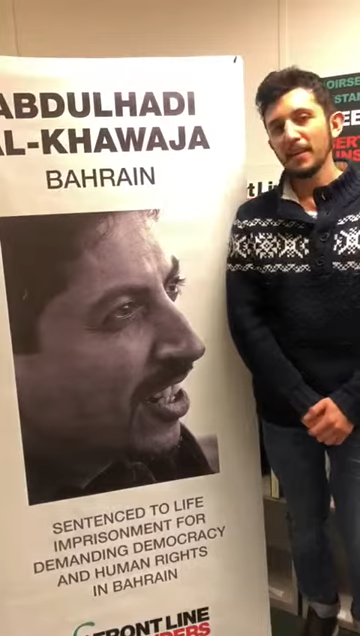 ABDULHADI
AL-KHAWAJA
BAHRAIN
SENTENCED TO LIFE
IMPRISONMENT FOR
DEMANDING DEMOCRACY
AND HUMAN RIGHTS
IN BAHRAIN
FRONT LINE